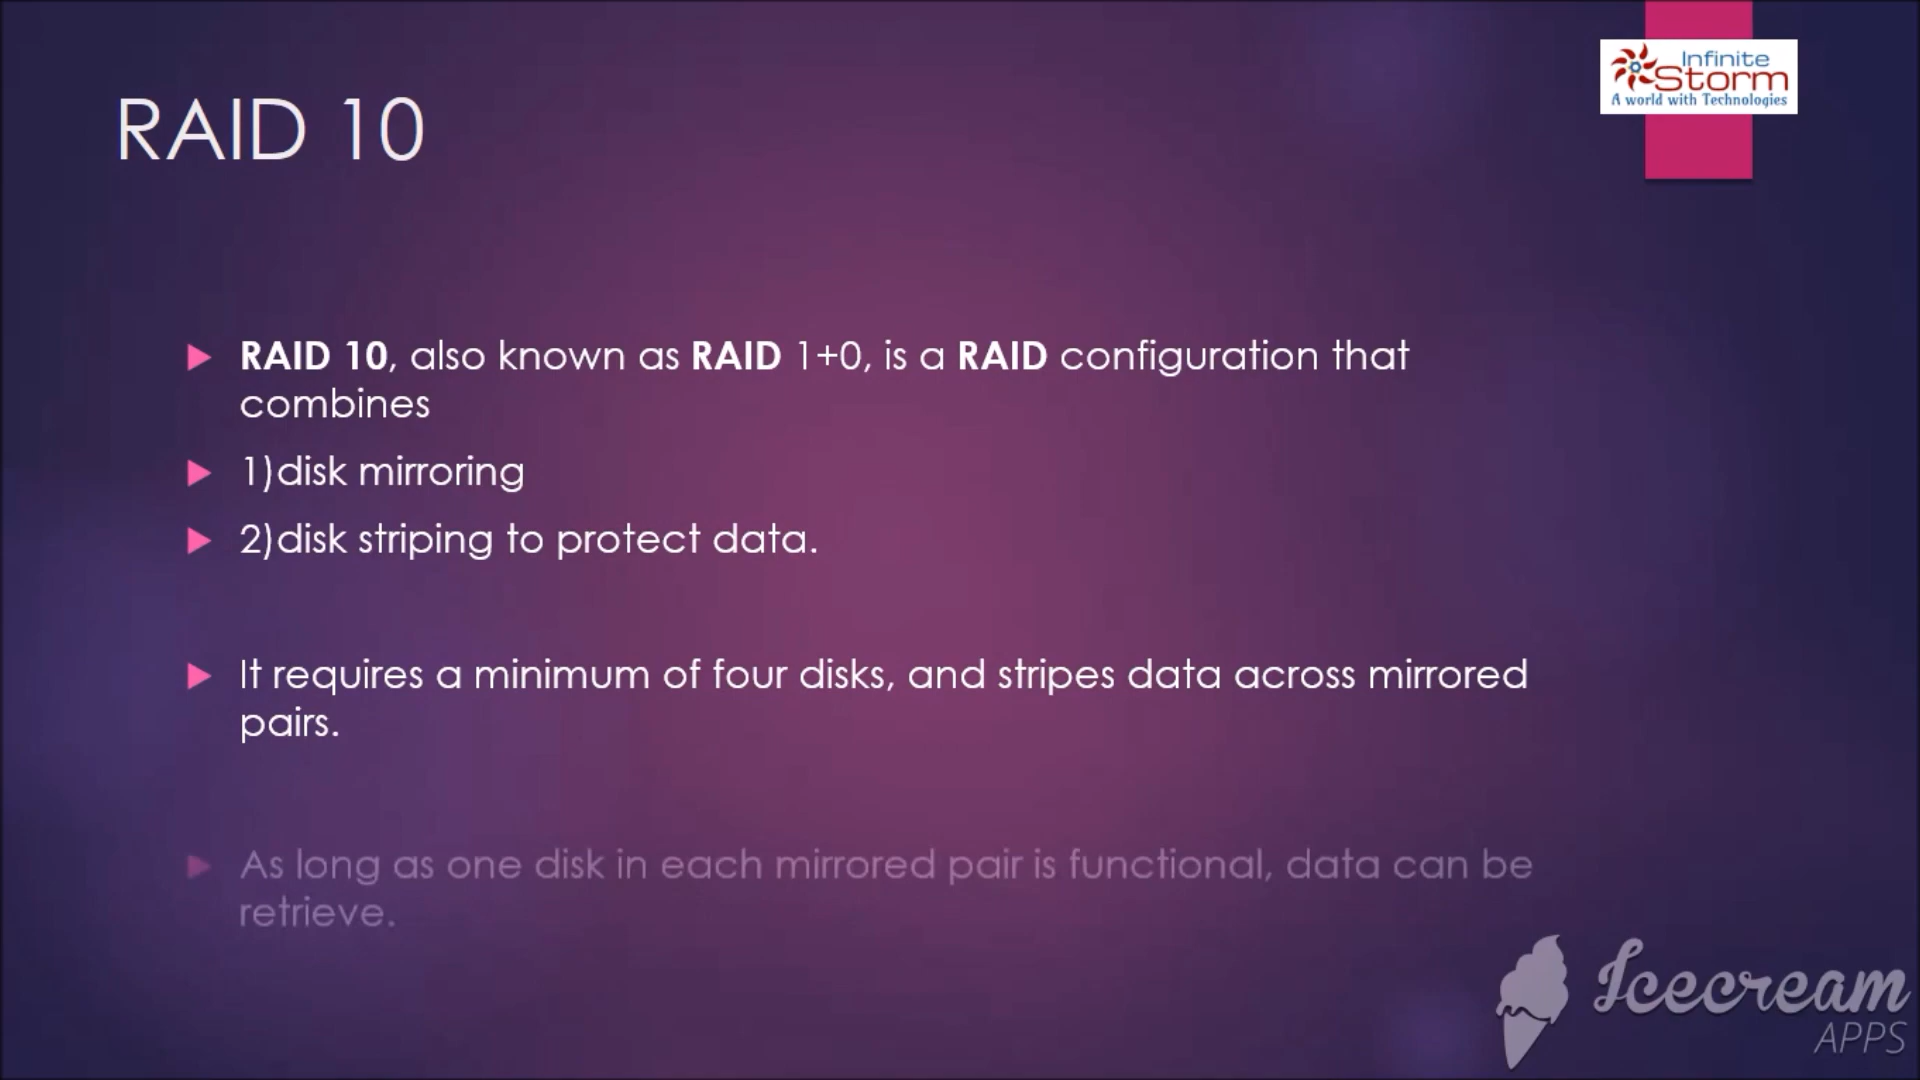 Infinite
Storm
A world with Technologies
RAID 10
RAID 10, also known as RAID 1+0, is a RAID configuration that
combines
1)disk mirroring
2)disk striping to protect data.
It requires a minimum of four disks, and stripes data across mirrored
pairs.
As long as one disk in each mirrored pair is functional, data can be
retrieve.
Icecream
APPS